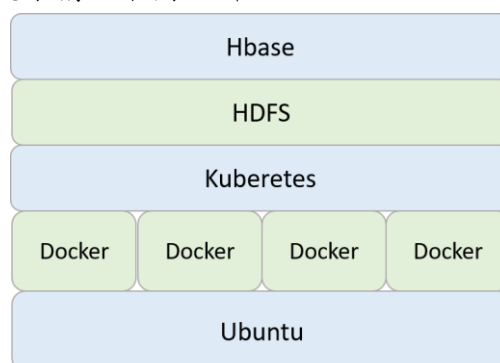 Hbase
HDFS
Kuberetes
Docker Docker Docker Docker
Ubuntu